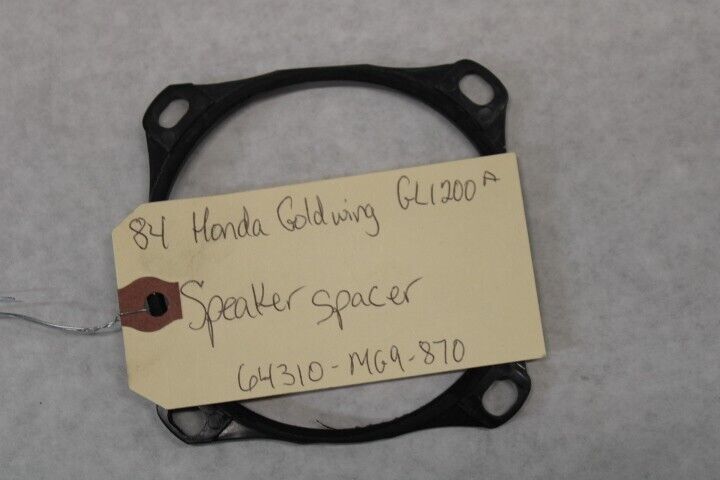 84 Honda Goldwing GL1200A
Speaker spacer
64310-MG9-870